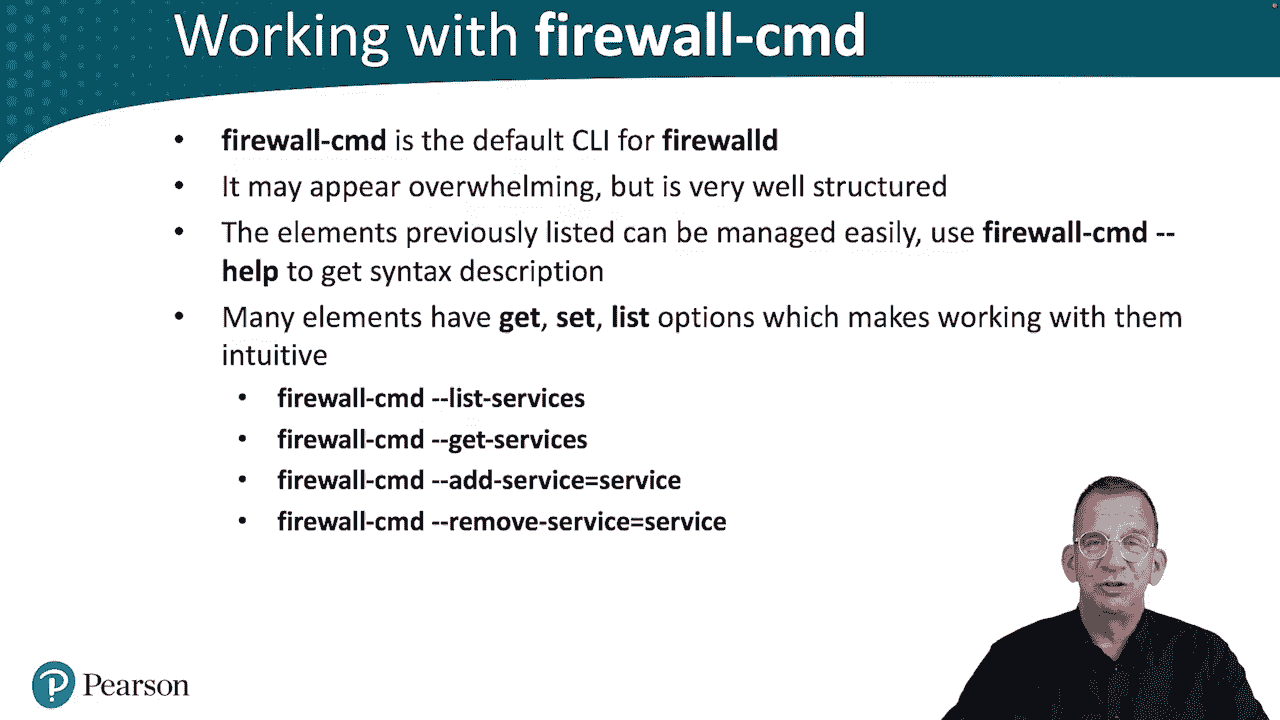 Working with firewall-cmd
• firewall-cmd is the default CLI for firewalld
• It may appear overwhelming, but is very well structured
• The elements previously listed can be managed easily, use firewall-cmd --
help to get syntax description
• Many elements have get, set, list options which makes working with them
intuitive
• firewall-cmd --list-services
• firewall-cmd --get-services
• firewall-cmd --add-service=service
• firewall-cmd --remove-service=service
Pearson